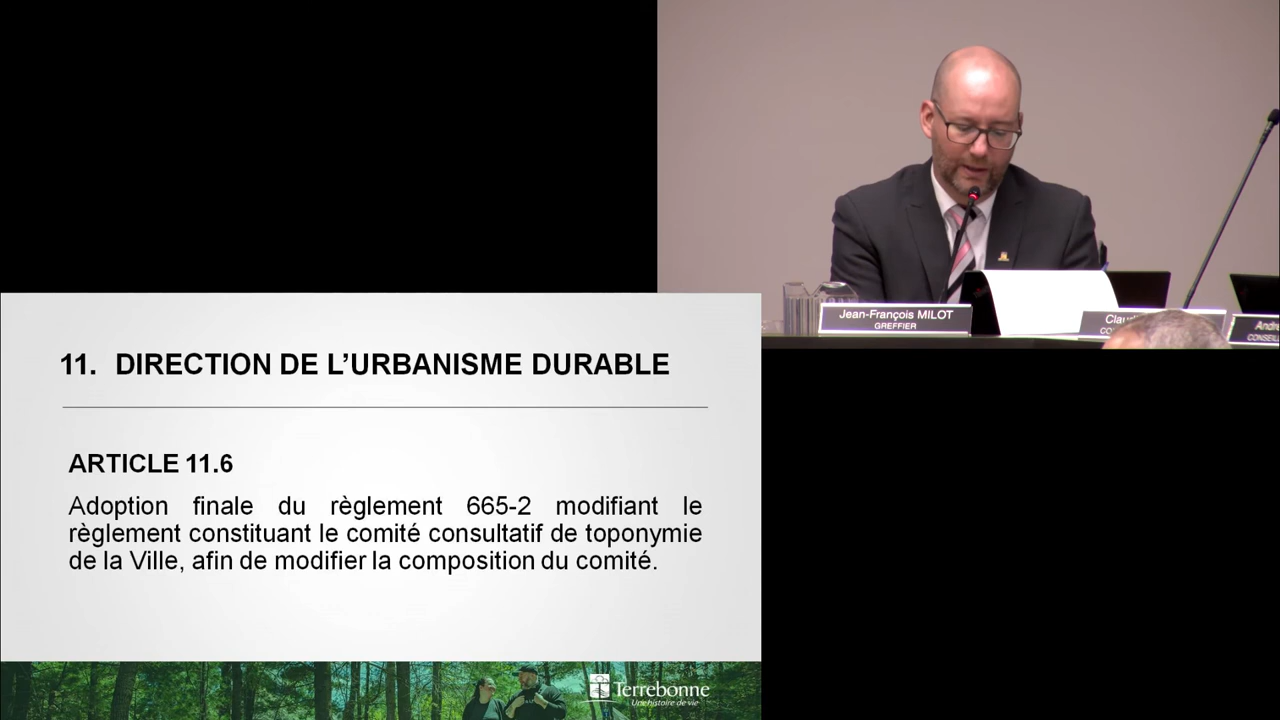 Jean-François MILOT
GREFFIER
11. DIRECTION DE L’URBANISME DURABLE
ARTICLE 11.6
Adoption finale du règlement 665-2 modifiant le
règlement constituant le comité consultatif de toponymie
de la Ville, afin de modifier la composition du comité.
Terrebonne
Une histoire de vie